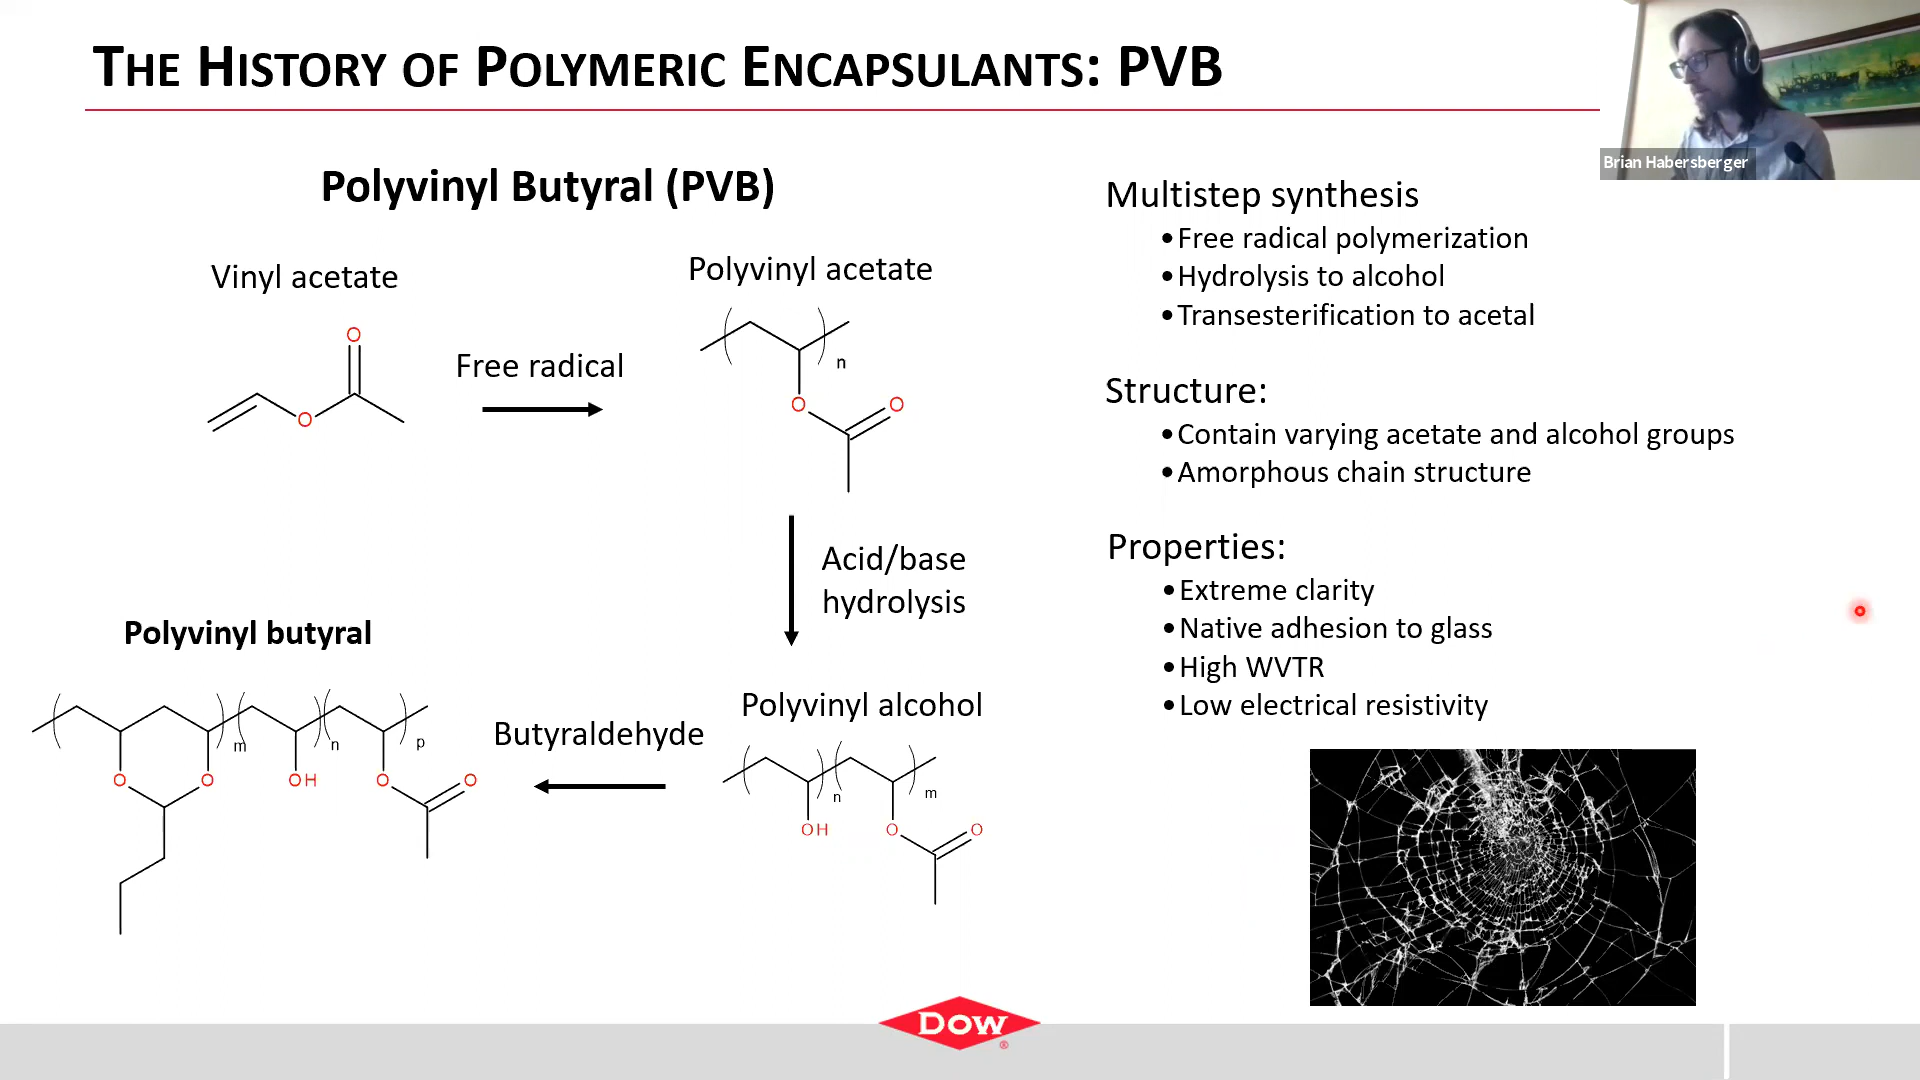 THE HISTORY OF POLYMERIC ENCAPSULANTS: PVB
Brian Habersberger
Polyvinyl Butyral (PVB)
Vinyl acetate
O
O
Free radical
Polyvinyl acetate
n
O
O
Acid/base
hydrolysis
Polyvinyl alcohol
n
m
OH
O
O
Butyraldehyde
Polyvinyl butyral
m
n
p
O
O
OH
O
O
Multistep synthesis
•Free radical polymerization
•Hydrolysis to alcohol
•Transesterification to acetal
Structure:
•Contain varying acetate and alcohol groups
•Amorphous chain structure
Properties:
•Extreme clarity
•Native adhesion to glass
•High WVTR
•Low electrical resistivity
DOW
®